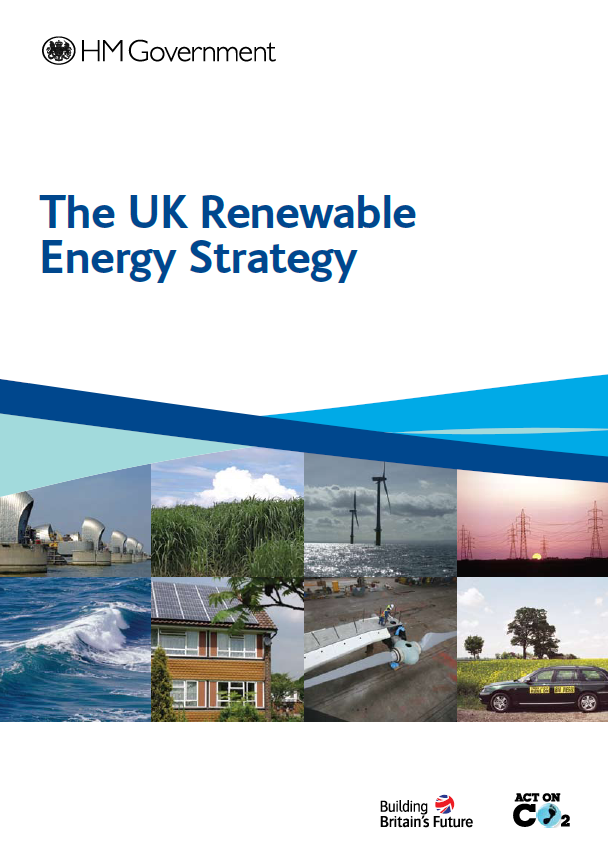 HM Government
The UK Renewable
Energy Strategy
Building
Britain's Future
ACT ON
CO2